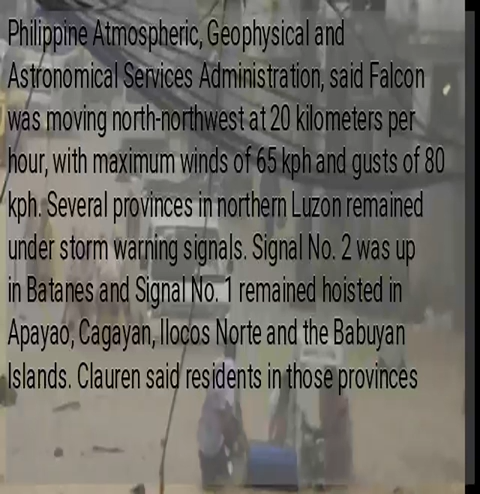 Philippine Atmospheric, Geophysical and
Astronomical Services Administration, said Falcon
was moving north-northwest at 20 kilometers per
hour, with maximum winds of 65 kph and gusts of 80
kph. Several provinces in northern Luzon remained
under storm warning signals. Signal No. 2 was up
in Batanes and Signal No. 1 remained hoisted in
Apayao, Cagayan, Ilocos Norte and the Babuyan
Islands. Clauren said residents in those provinces